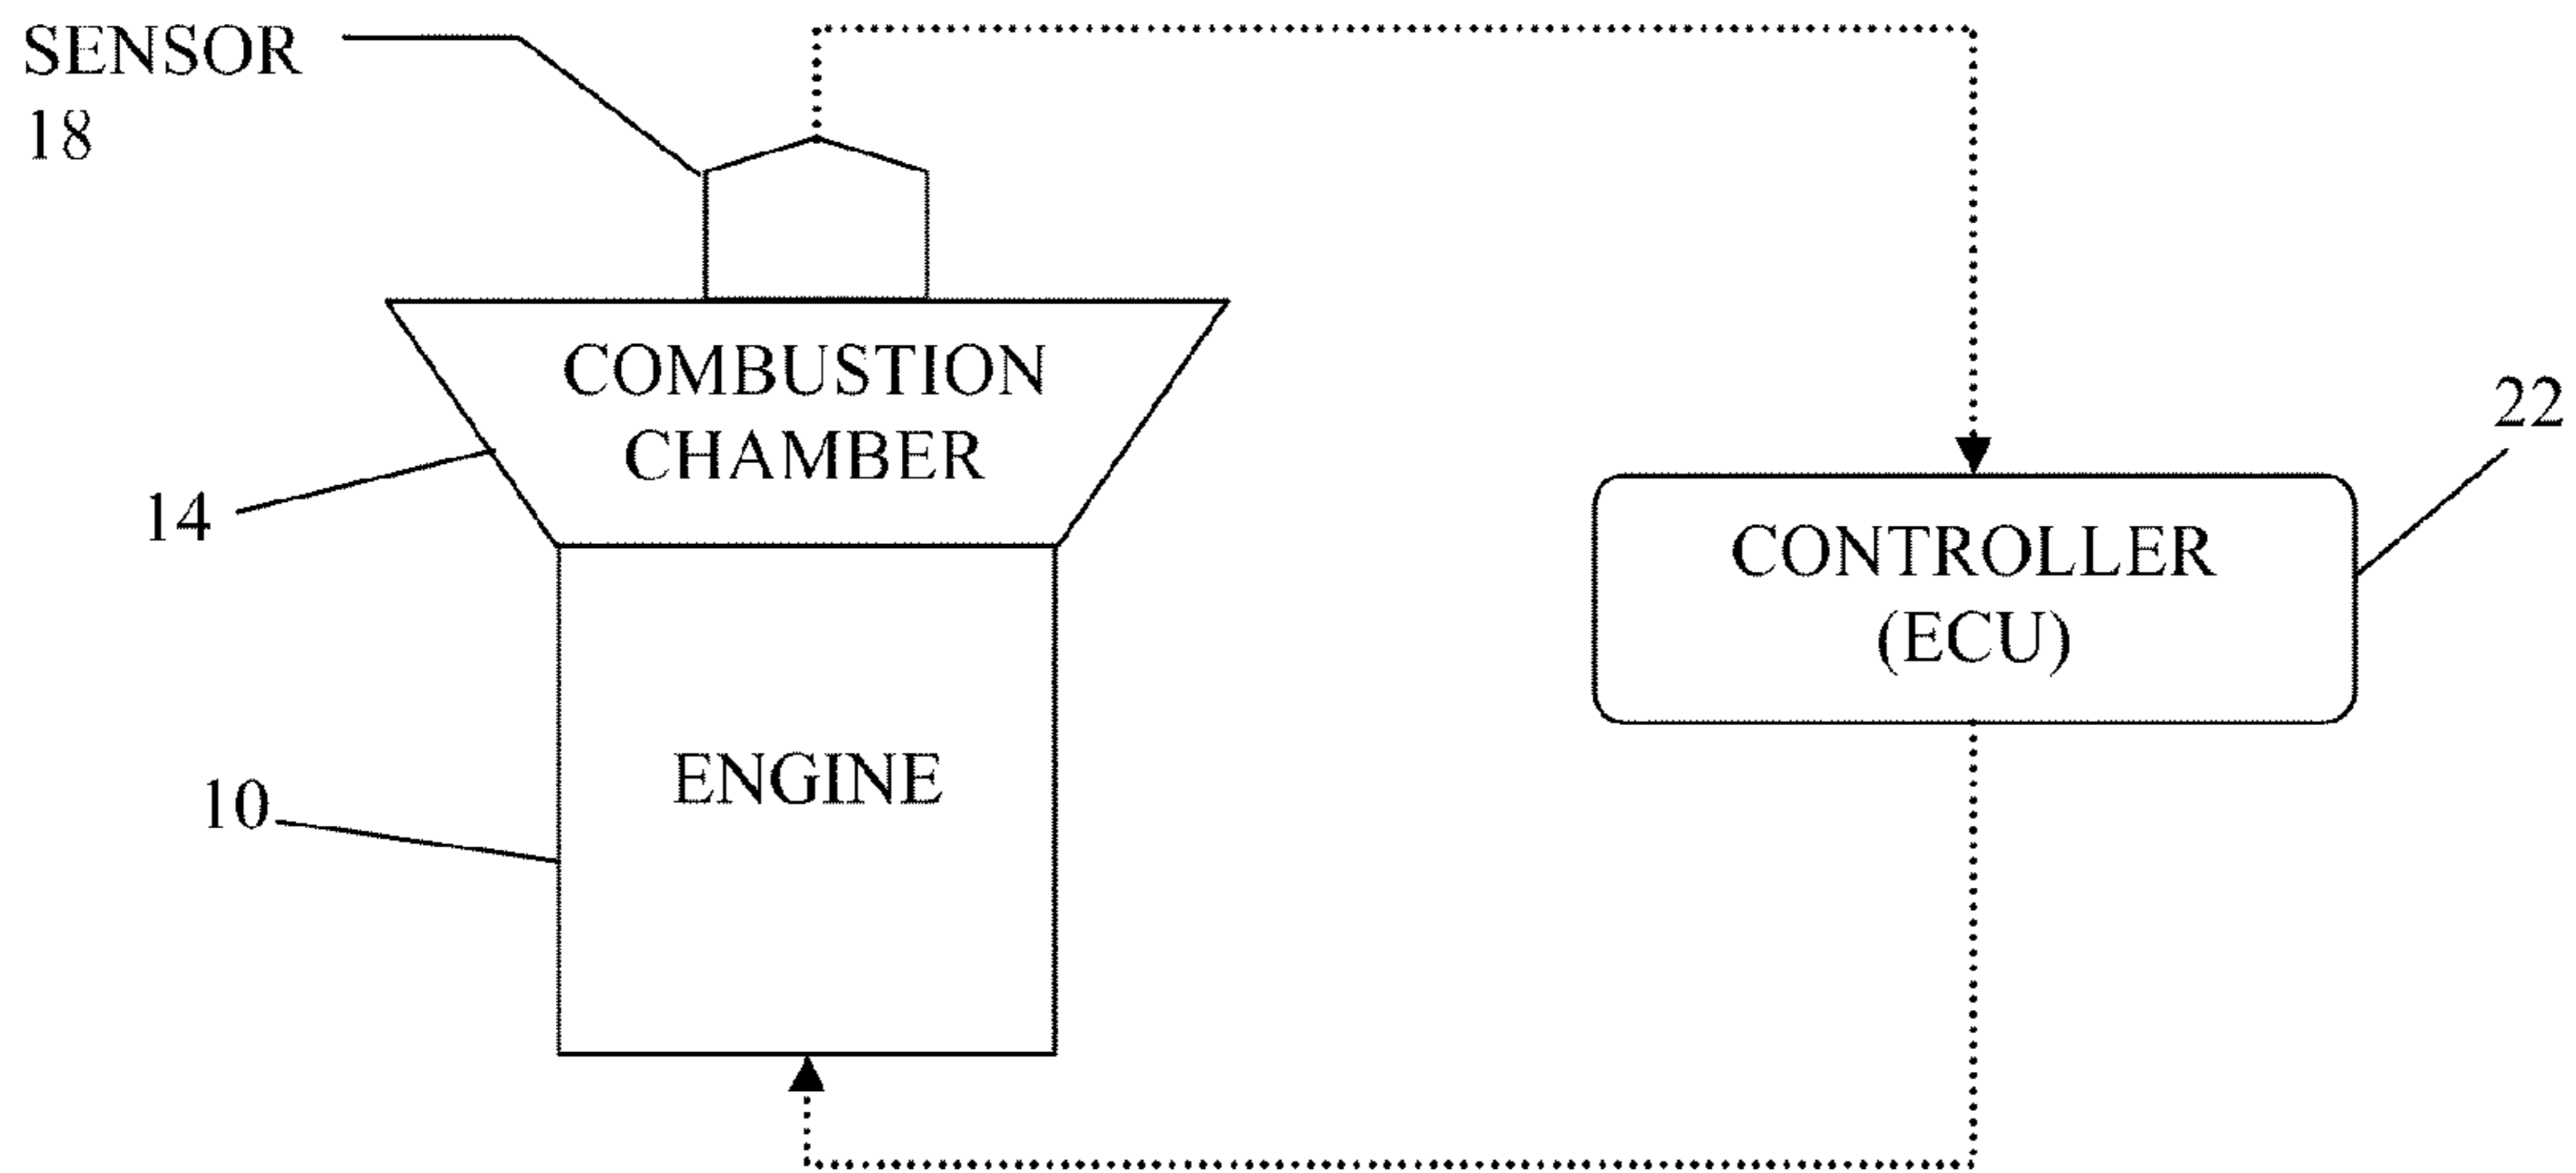 SENSOR
18
COMBUSTION
CHAMBER
14
22
CONTROLLER
(ECU)
ENGINE
10